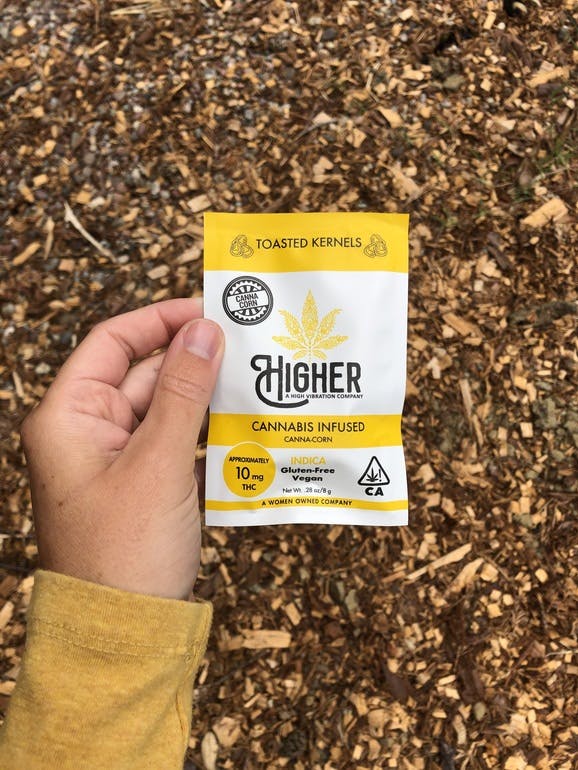 TOASTED KERNELS
CANNA
CORN
HIGHER
A HIGH VIBRATION COMPANY
CANNABIS INFUSED
CANNA-CORN
APPROXIMATELY
10 mg
THC
INDICA
Gluten-Free
Vegan
Net Wt. .28 oz/8 g
CA
A WOMEN OWNED COMPANY